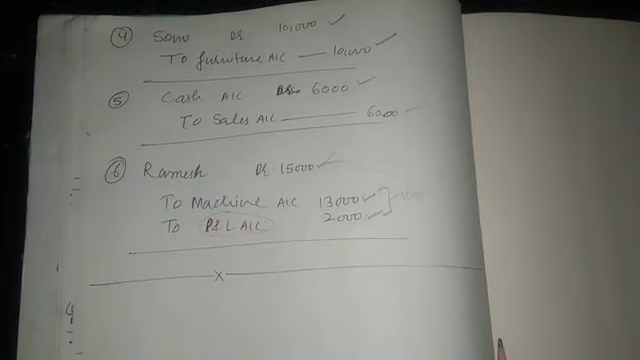 4 Sonu Dr. 10,000
To furniture A/C — 10,000
5 Cash A/C Dr. 6000
To Sales A/C — 6000
6 Ramesh Dr. 15000
To Machine A/C 13000
To P&L A/C 2000
x